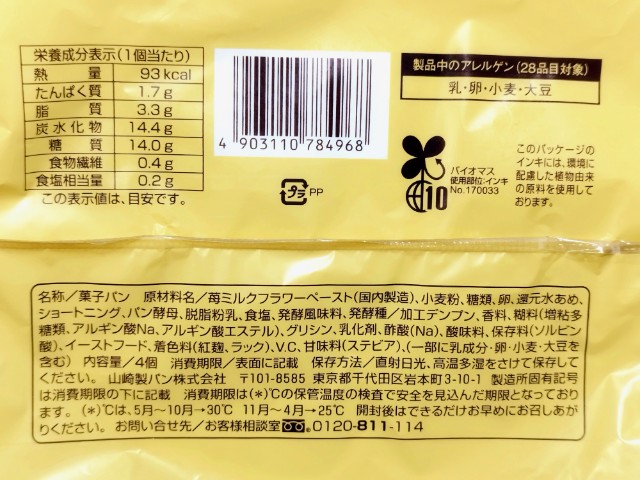 栄養成分表示(1個当たり)
熱量 93kcal
たんぱく質 1.7g
脂質 3.3g
炭水化物 14.4g
糖質 14.0g
食物繊維 0.4g
食塩相当量 0.2g
この表示値は、目安です。
4 903110 784968
プラ PP
製品中のアレルゲン(28品目対象)
乳・卵・小麦・大豆
バイオマス
使用部位:インキ
No.170033
10
このパッケージの
インキには、環境に
配慮した植物由来
の原料を使用して
おります。
名称/菓子パン 原材料名/苺ミルクフラワーペースト(国内製造)、小麦粉、糖類、卵、還元水あめ、
ショートニング、パン酵母、脱脂粉乳、食塩、発酵風味料、発酵種/加工デンプン、香料、糊料(増粘多
糖類、アルギン酸Na、アルギン酸エステル)、グリシン、乳化剤、酢酸(Na)、酸味料、保存料(ソルビン
酸)、イーストフード、着色料(紅麹、ラック)、V.C、甘味料(ステビア)、(一部に乳成分・卵・小麦・大豆を
含む) 内容量/4個 消費期限/表面に記載 保存方法/直射日光、高温多湿をさけて保存して
ください。 山崎製パン株式会社 〒101-8585 東京都千代田区岩本町3-10-1 製造所固有記号
は消費期限の下に記載 消費期限は(*)℃の保管温度の検査で安全を見込んだ期限となっており
ます。(*)℃は、5月〜10月→30℃ 11月〜4月→25℃ 開封後はできるだけお早めにお召しあが
りください。 お問い合せ先/お客様相談室 0120-811-114